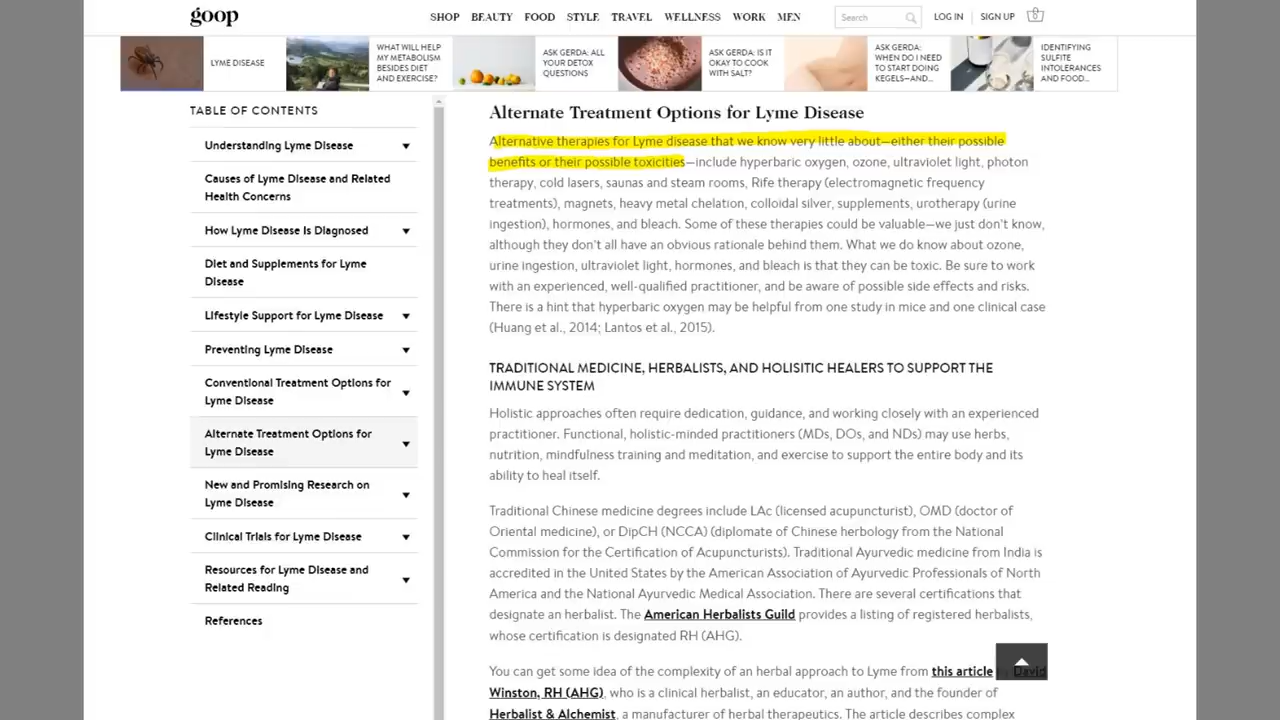 goop
SHOP BEAUTY FOOD STYLE TRAVEL WELLNESS WORK MEN
Search
LOG IN
SIGN UP
0
LYME DISEASE
WHAT WILL HELP
MY METABOLISM
BESIDES DIET
AND EXERCISE?
ASK GERDA: ALL
YOUR DETOX
QUESTIONS
ASK GERDA: IS IT
OKAY TO COOK
WITH SALT?
ASK GERDA:
WHEN DO I NEED
TO START DOING
KEGELS—AND...
IDENTIFYING
SULFITE
INTOLERANCES
AND FOOD...
TABLE OF CONTENTS
Understanding Lyme Disease
Causes of Lyme Disease and Related
Health Concerns
How Lyme Disease Is Diagnosed
Diet and Supplements for Lyme
Disease
Lifestyle Support for Lyme Disease
Preventing Lyme Disease
Conventional Treatment Options for
Lyme Disease
Alternate Treatment Options for
Lyme Disease
New and Promising Research on
Lyme Disease
Clinical Trials for Lyme Disease
Resources for Lyme Disease and
Related Reading
References
Alternate Treatment Options for Lyme Disease
Alternative therapies for Lyme disease that we know very little about—either their possible
benefits or their possible toxicities—include hyperbaric oxygen, ozone, ultraviolet light, photon
therapy, cold lasers, saunas and steam rooms, Rife therapy (electromagnetic frequency
treatments), magnets, heavy metal chelation, colloidal silver, supplements, urotherapy (urine
ingestion), hormones, and bleach. Some of these therapies could be valuable—we just don't know,
although they don't all have an obvious rationale behind them. What we do know about ozone,
urine ingestion, ultraviolet light, hormones, and bleach is that they can be toxic. Be sure to work
with an experienced, well-qualified practitioner, and be aware of possible side effects and risks.
There is a hint that hyperbaric oxygen may be helpful from one study in mice and one clinical case
(Huang et al., 2014; Lantos et al., 2015).
TRADITIONAL MEDICINE, HERBALISTS, AND HOLISITIC HEALERS TO SUPPORT THE
IMMUNE SYSTEM
Holistic approaches often require dedication, guidance, and working closely with an experienced
practitioner. Functional, holistic-minded practitioners (MDs, DOs, and NDs) may use herbs,
nutrition, mindfulness training and meditation, and exercise to support the entire body and its
ability to heal itself.
Traditional Chinese medicine degrees include LAc (licensed acupuncturist), OMD (doctor of
Oriental medicine), or DipCH (NCCA) (diplomate of Chinese herbology from the National
Commission for the Certification of Acupuncturists). Traditional Ayurvedic medicine from India is
accredited in the United States by the American Association of Ayurvedic Professionals of North
America and the National Ayurvedic Medical Association. There are several certifications that
designate an herbalist. The American Herbalists Guild provides a listing of registered herbalists,
whose certification is designated RH (AHG).
You can get some idea of the complexity of an herbal approach to Lyme from this article David
Winston, RH (AHG), who is a clinical herbalist, an educator, an author, and the founder of
Herbalist & Alchemist, a manufacturer of herbal therapeutics. The article describes complex